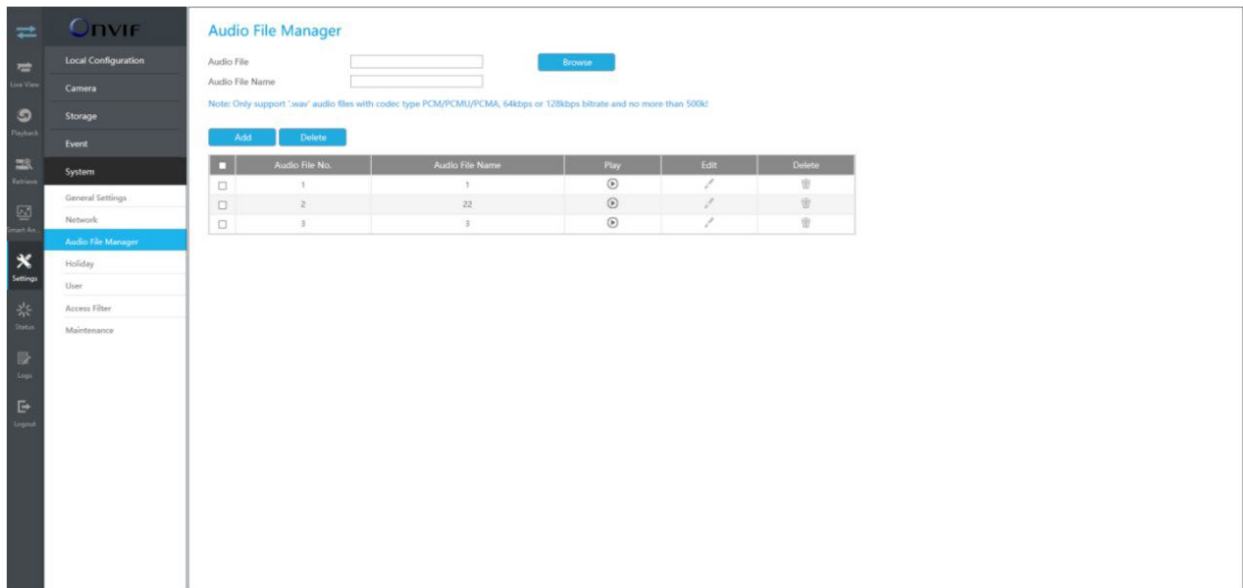 ONVIF
Live View
Playback
Retrieve
Smart An...
Settings
Status
Logs
Logout
Local Configuration
Camera
Storage
Event
System
General Settings
Network
Audio File Manager
Holiday
User
Access Filter
Maintenance
Audio File Manager
Audio File
Browse
Audio File Name
Note: Only support '.wav' audio files with codec type PCM/PCMU/PCMA, 64kbps or 128kbps bitrate and no more than 500k!
Add Delete
Audio File No. Audio File Name Play Edit Delete
1 1
2 22
3 3